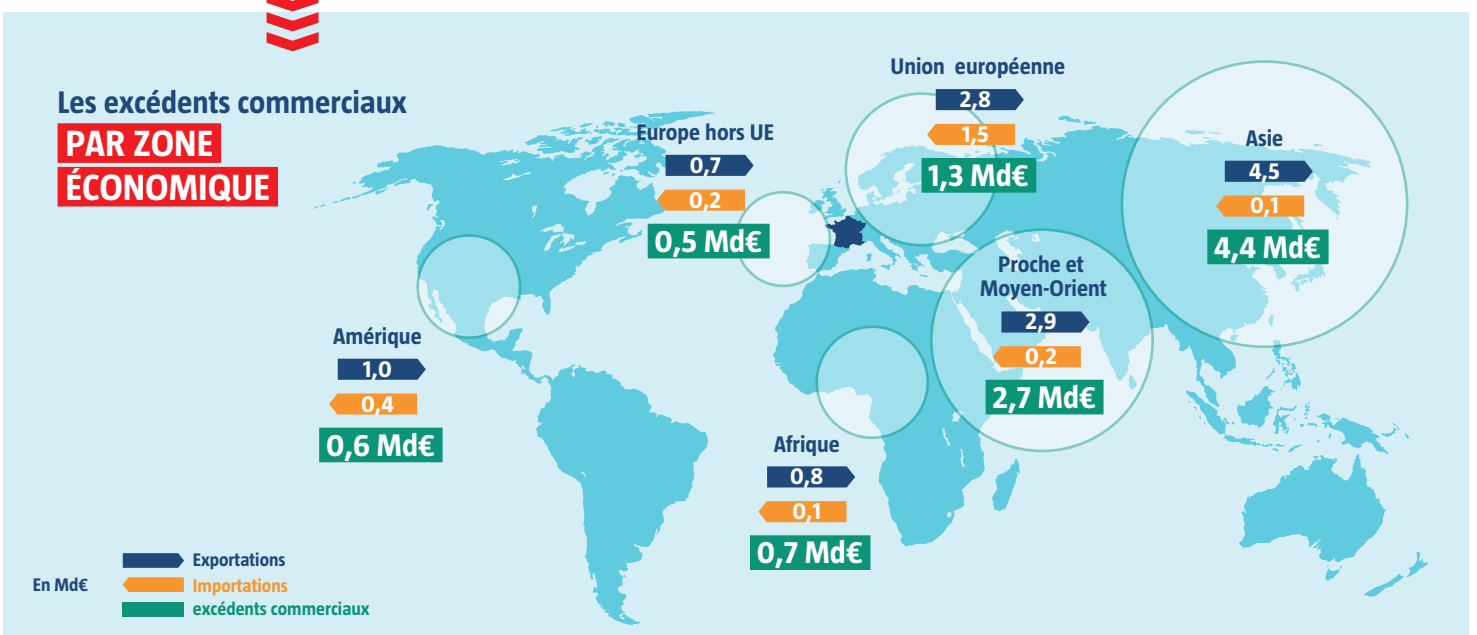 Les excédents commerciaux
PAR ZONE
ÉCONOMIQUE
Europe hors UE
0,7
0,2
0,5 Md€
Union européenne
2,8
1,5
1,3 Md€
Asie
4,5
0,1
4,4 Md€
Proche et
Moyen-Orient
2,9
0,2
2,7 Md€
Amérique
1,0
0,4
0,6 Md€
Afrique
0,8
0,1
0,7 Md€
En Md€
Exportations
Importations
excédents commerciaux